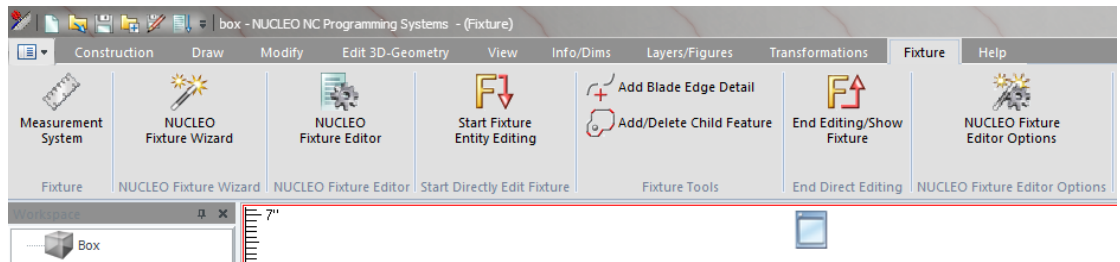 box - NUCLEO NC Programming Systems - (Fixture)
Construction Draw Modify Edit 3D-Geometry View Info/Dims Layers/Figures Transformations Fixture Help
Measurement
System
NUCLEO
Fixture Wizard
NUCLEO
Fixture Editor
Start Fixture
Entity Editing
Add Blade Edge Detail
Add/Delete Child Feature
End Editing/Show
Fixture
NUCLEO Fixture
Editor Options
Fixture NUCLEO Fixture Wizard NUCLEO Fixture Editor Start Directly Edit Fixture Fixture Tools End Direct Editing NUCLEO Fixture Editor Options
Workspace
7"
Box